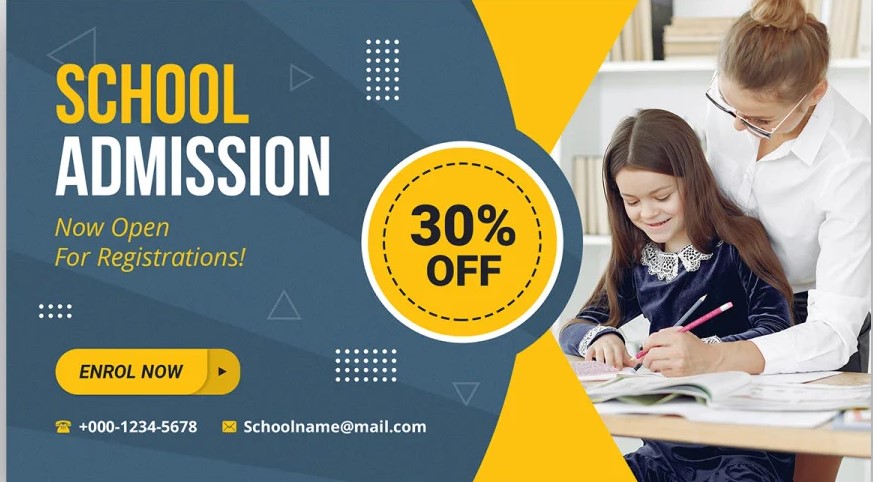 SCHOOL
ADMISSION
Now Open
For Registrations!
30%
OFF
ENROL NOW
+000-1234-5678
Schoolname@mail.com